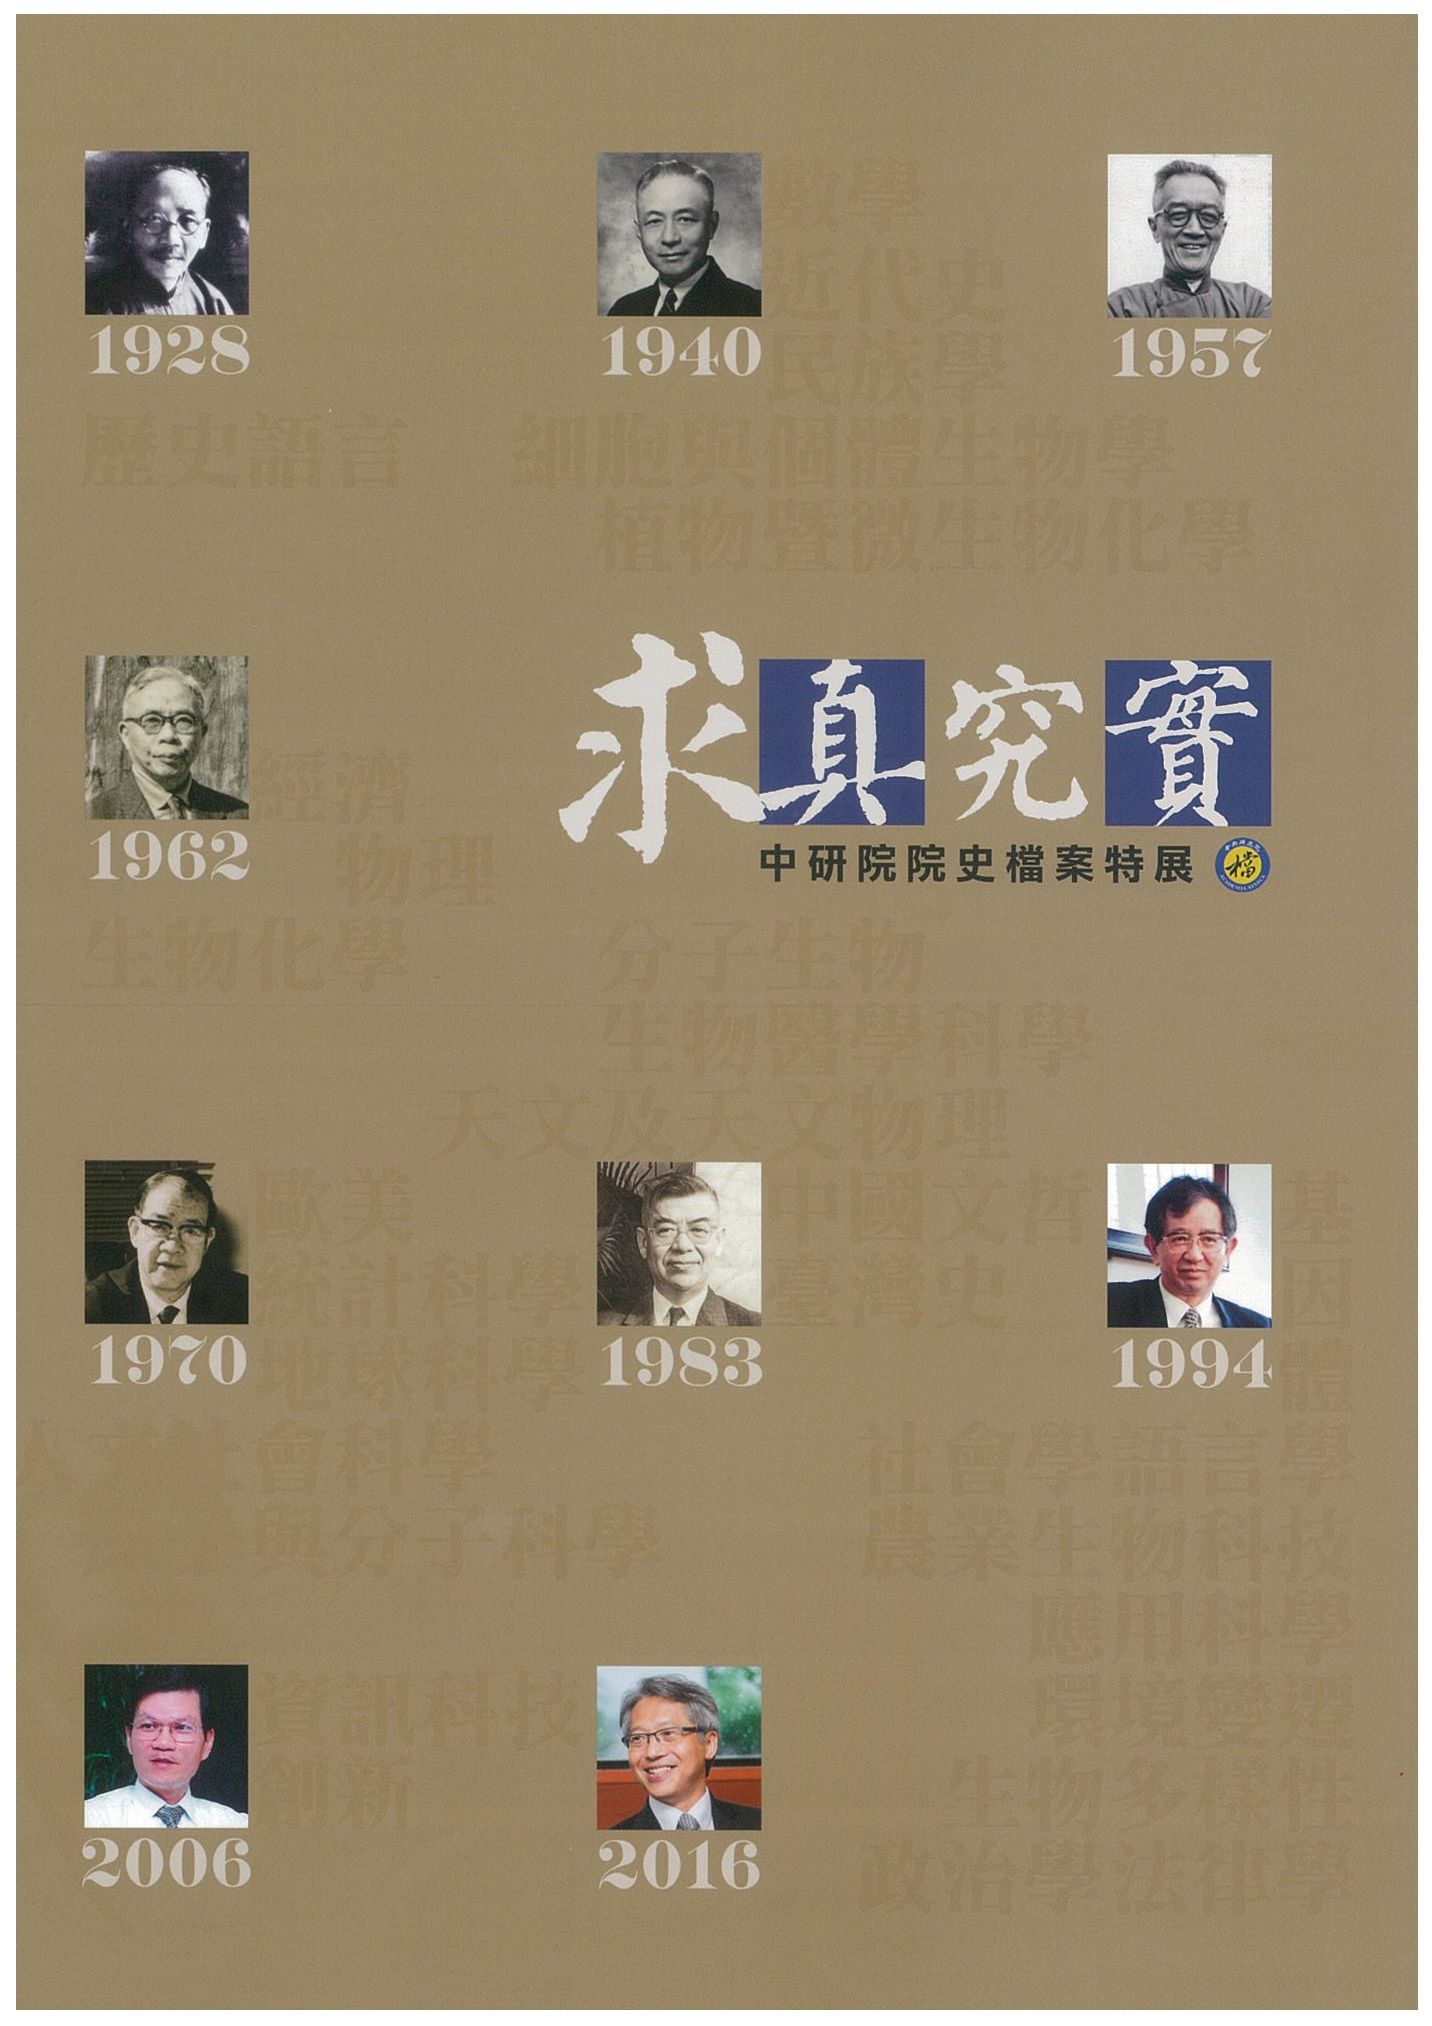 1928
1940
1957
數學
近代史
民族學
歷史語言
細胞與個體生物學
植物暨微生物化學
1962
經濟
物理
生物化學
求真究實
中研院院史檔案特展
檔
分子生物
生物醫學科學
天文及天文物理
1970
歐美
統計科學
地球科學
人文社會科學
與分子科學
1983
中國文哲
臺灣史
1994
基因體
社會學語言學
農業生物科技
應用科學
環境變遷
生物多樣性
政治學法律學
2006
資訊科技
創新
2016